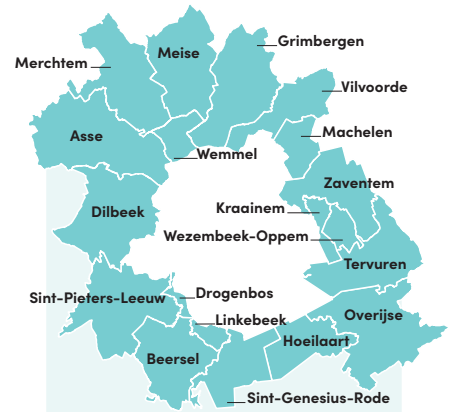 Grimbergen
Meise
Merchtem
Vilvoorde
Asse
Machelen
Wemmel
Zaventem
Dilbeek
Kraainem
Wezembeek-Oppem
Tervuren
Sint-Pieters-Leeuw
Drogenbos
Overijse
Linkebeek
Hoeilaart
Beersel
Sint-Genesius-Rode